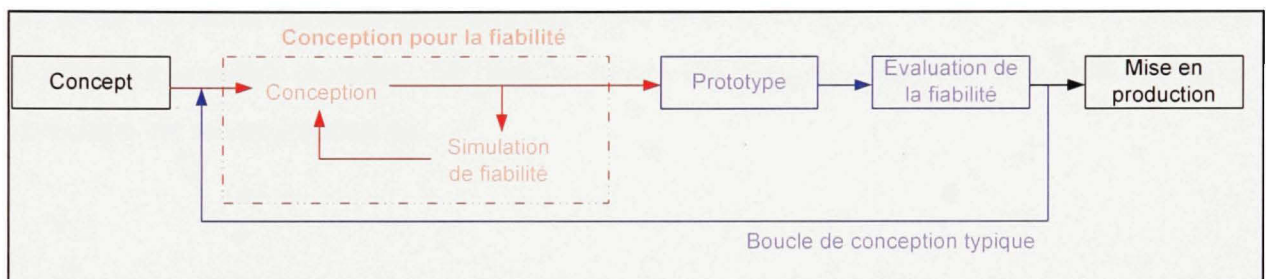 Conception pour la fiabilité
Concept
Conception
Simulation
de fiabilité
Prototype
Evaluation de
la fiabilité
Mise en
production
Boucle de conception typique